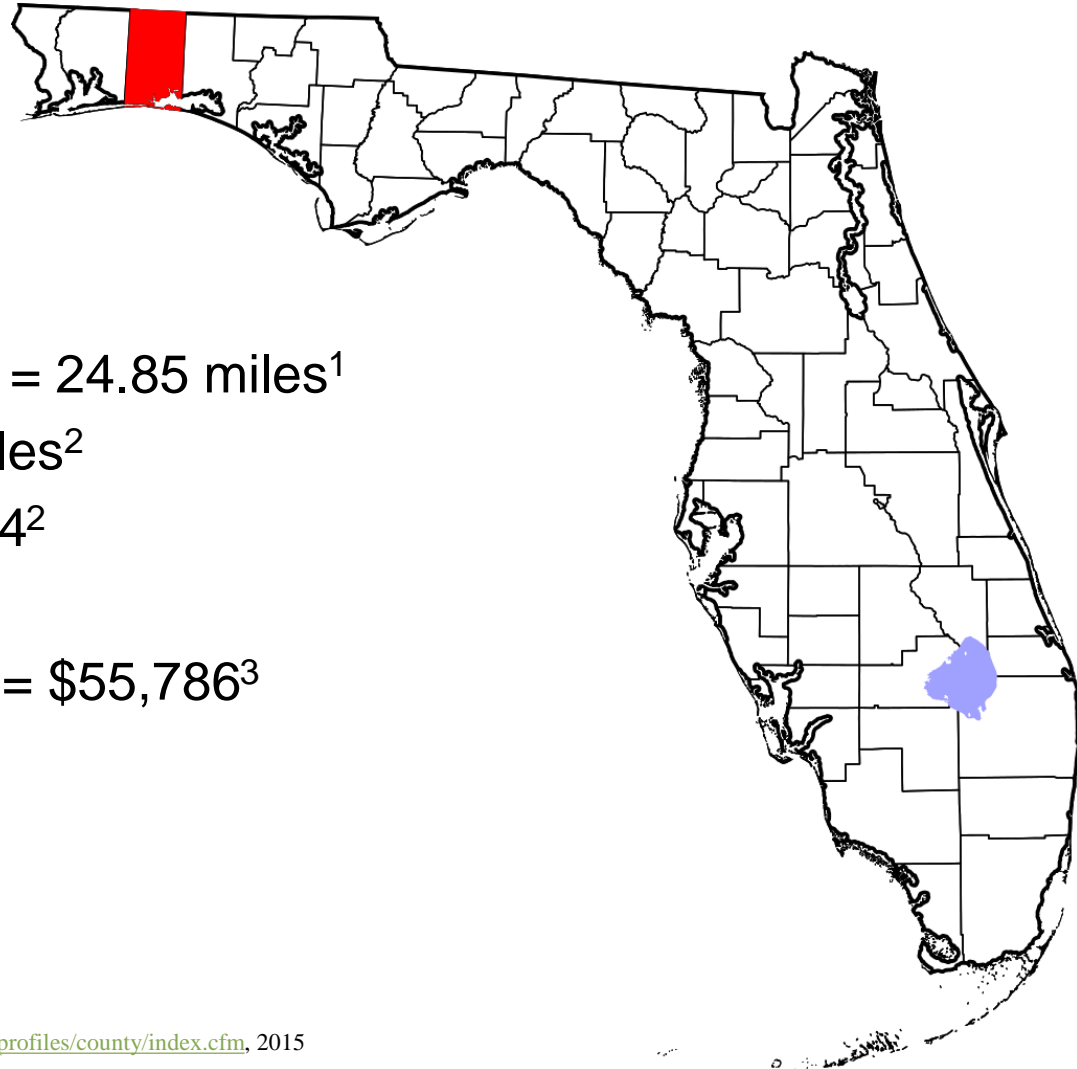 = 24.85 miles¹
les²
4²
= $55,786³
profiles/county/index.cfm, 2015